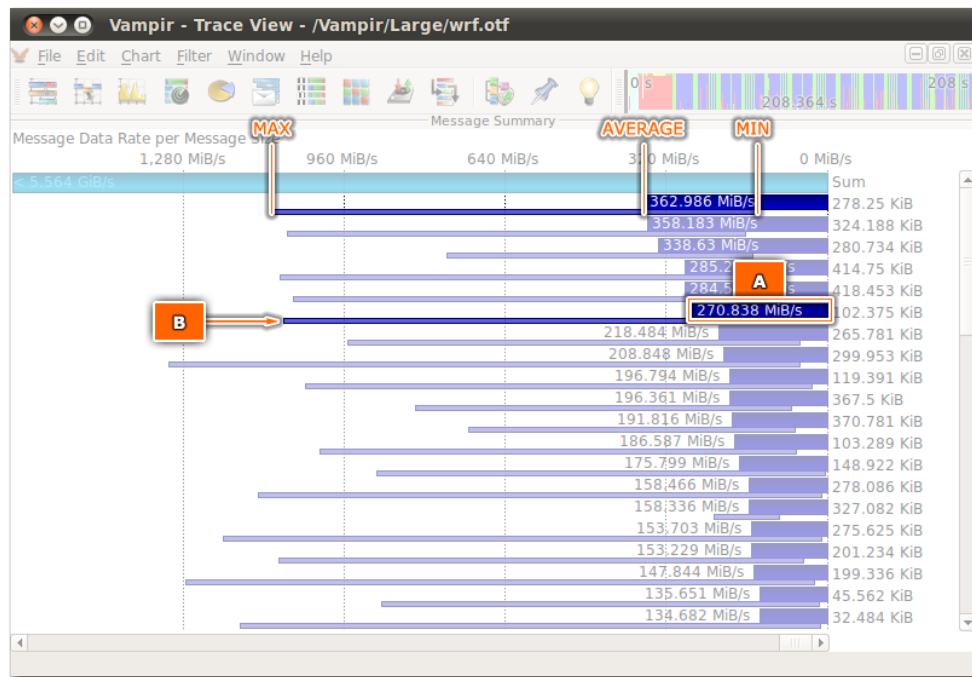 Vampir - Trace View - /Vampir/Large/wrf.otf
File Edit Chart Filter Window Help
0 s 208 s
208.364 s
Message Summary
MAX AVERAGE MIN
Message Data Rate per Message Size
1,280 MiB/s 960 MiB/s 640 MiB/s 320 MiB/s 0 MiB/s
< 5.564 GiB/s Sum
362.986 MiB/s 278.25 KiB
358.183 MiB/s 324.188 KiB
338.63 MiB/s 280.734 KiB
414.75 KiB
418.453 KiB
A
270.838 MiB/s 102.375 KiB
B
218.484 MiB/s 265.781 KiB
208.848 MiB/s 299.953 KiB
196.794 MiB/s 119.391 KiB
196.361 MiB/s 367.5 KiB
191.816 MiB/s 370.781 KiB
186.587 MiB/s 103.289 KiB
175.799 MiB/s 148.922 KiB
158.466 MiB/s 278.086 KiB
158.336 MiB/s 327.082 KiB
153.703 MiB/s 275.625 KiB
153.229 MiB/s 201.234 KiB
147.844 MiB/s 199.336 KiB
135.651 MiB/s 45.562 KiB
134.682 MiB/s 32.484 KiB